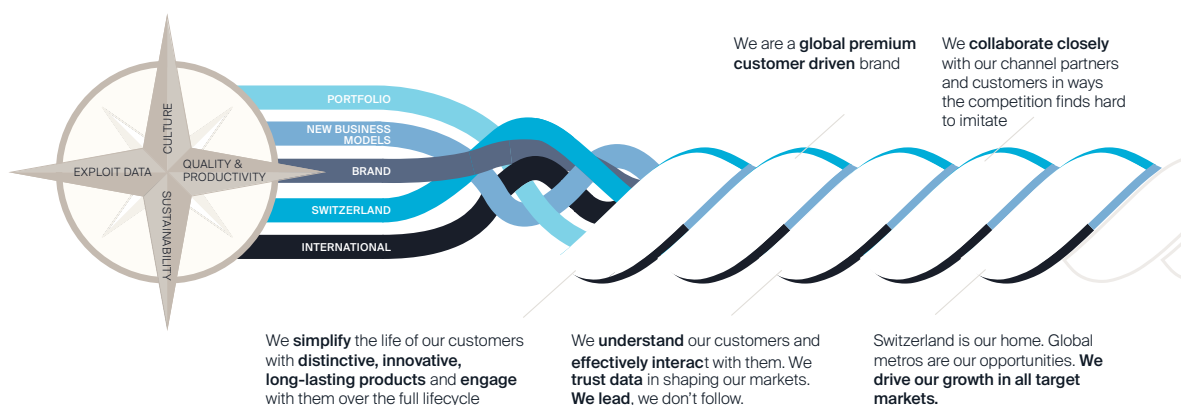 CULTURE
EXPLOIT DATA
QUALITY &
PRODUCTIVITY
SUSTAINABILITY
PORTFOLIO
NEW BUSINESS
MODELS
BRAND
SWITZERLAND
INTERNATIONAL
We are a global premium
customer driven brand
We collaborate closely
with our channel partners
and customers in ways
the competition finds hard
to imitate
We simplify the life of our customers
with distinctive, innovative,
long-lasting products and engage
with them over the full lifecycle
We understand our customers and
effectively interact with them. We
trust data in shaping our markets.
We lead, we don’t follow.
Switzerland is our home. Global
metros are our opportunities. We
drive our growth in all target
markets.